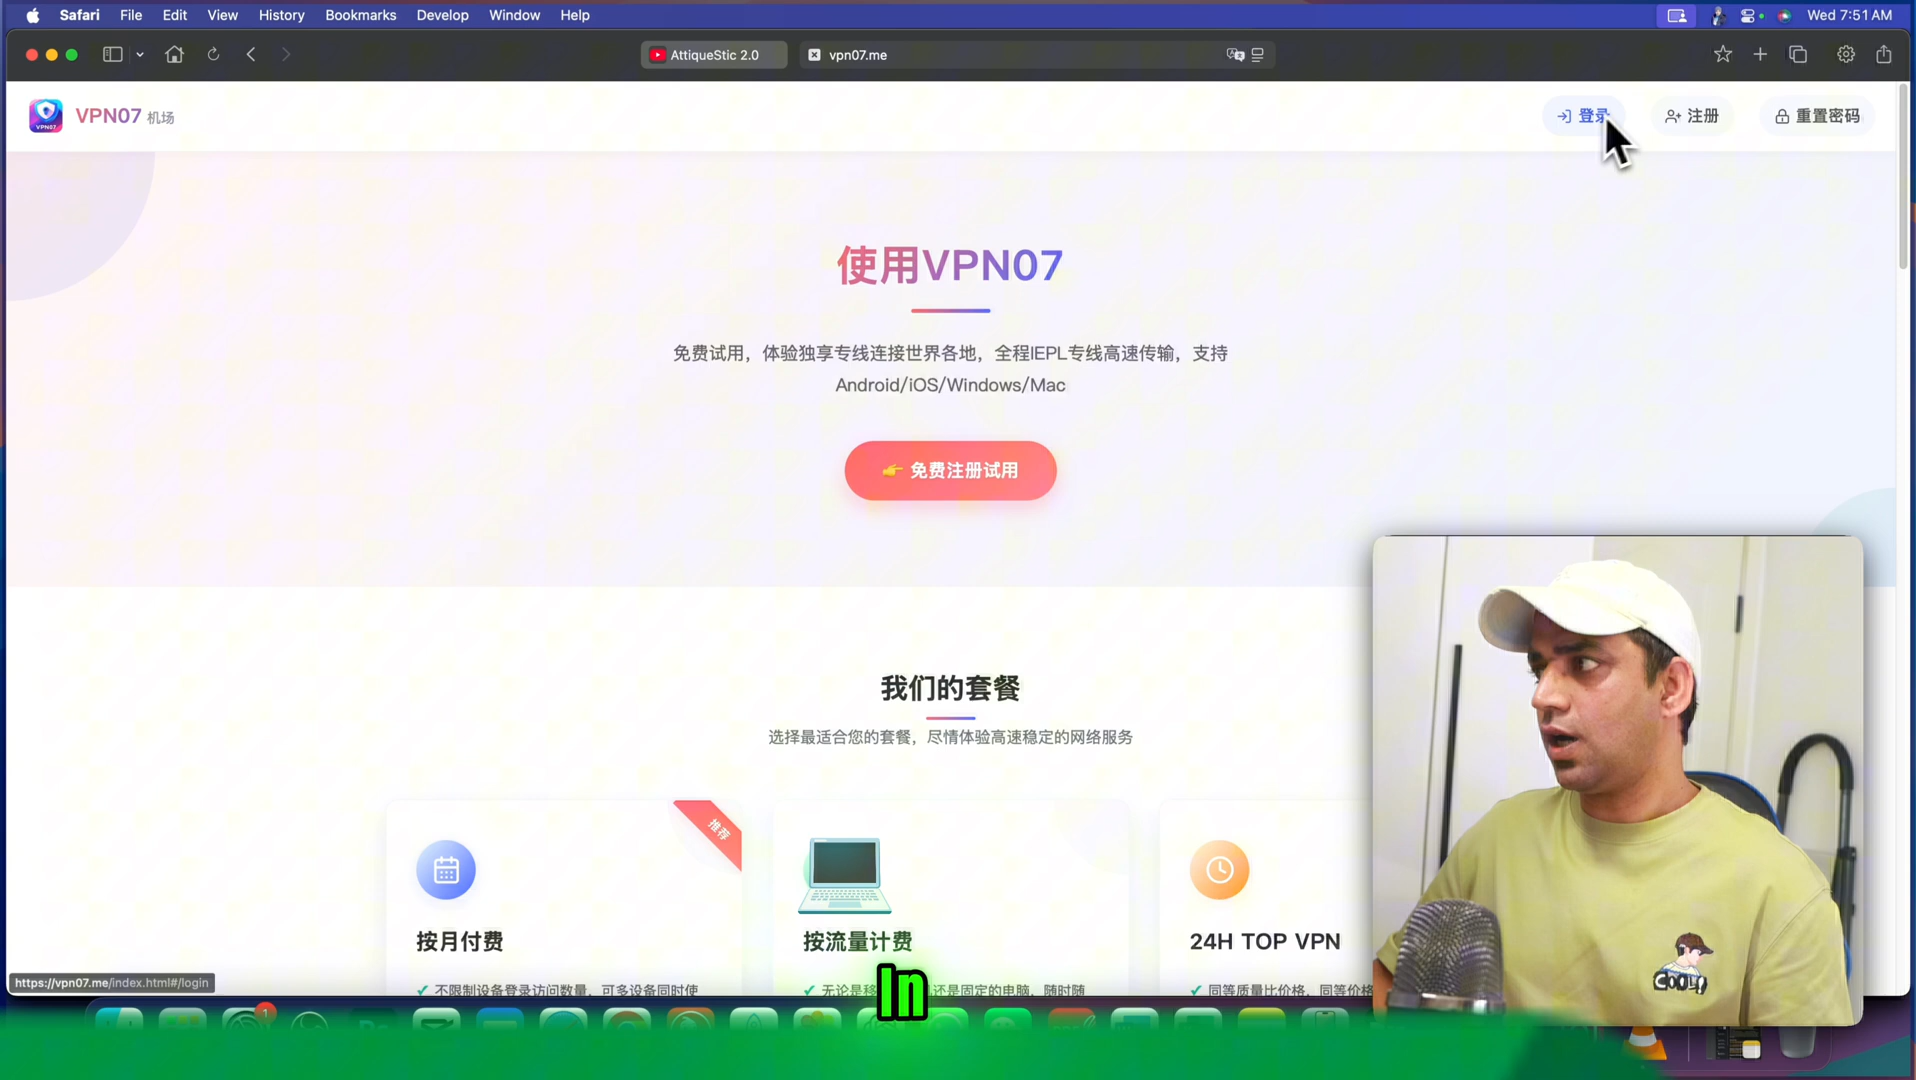 Safari File Edit View History Bookmarks Develop Window Help
Wed 7:51 AM
AttiqueStic 2.0
vpn07.me
VPN07 机场
登录
注册
重置密码
使用VPN07
免费试用，体验独享专线连接世界各地，全程IEPL专线高速传输，支持
Android/iOS/Windows/Mac
👉 免费注册试用
我们的套餐
选择最适合您的套餐，尽情体验高速稳定的网络服务
推荐
按月付费
按流量计费
24H TOP VPN
✓ 不限制设备登录访问数量，可多设备同时使
✓ 无论是移
还是固定的电脑，随时随
✓ 同等质量比价格，同等价格
https://vpn07.me/index.html#/login
In
COOL!
1